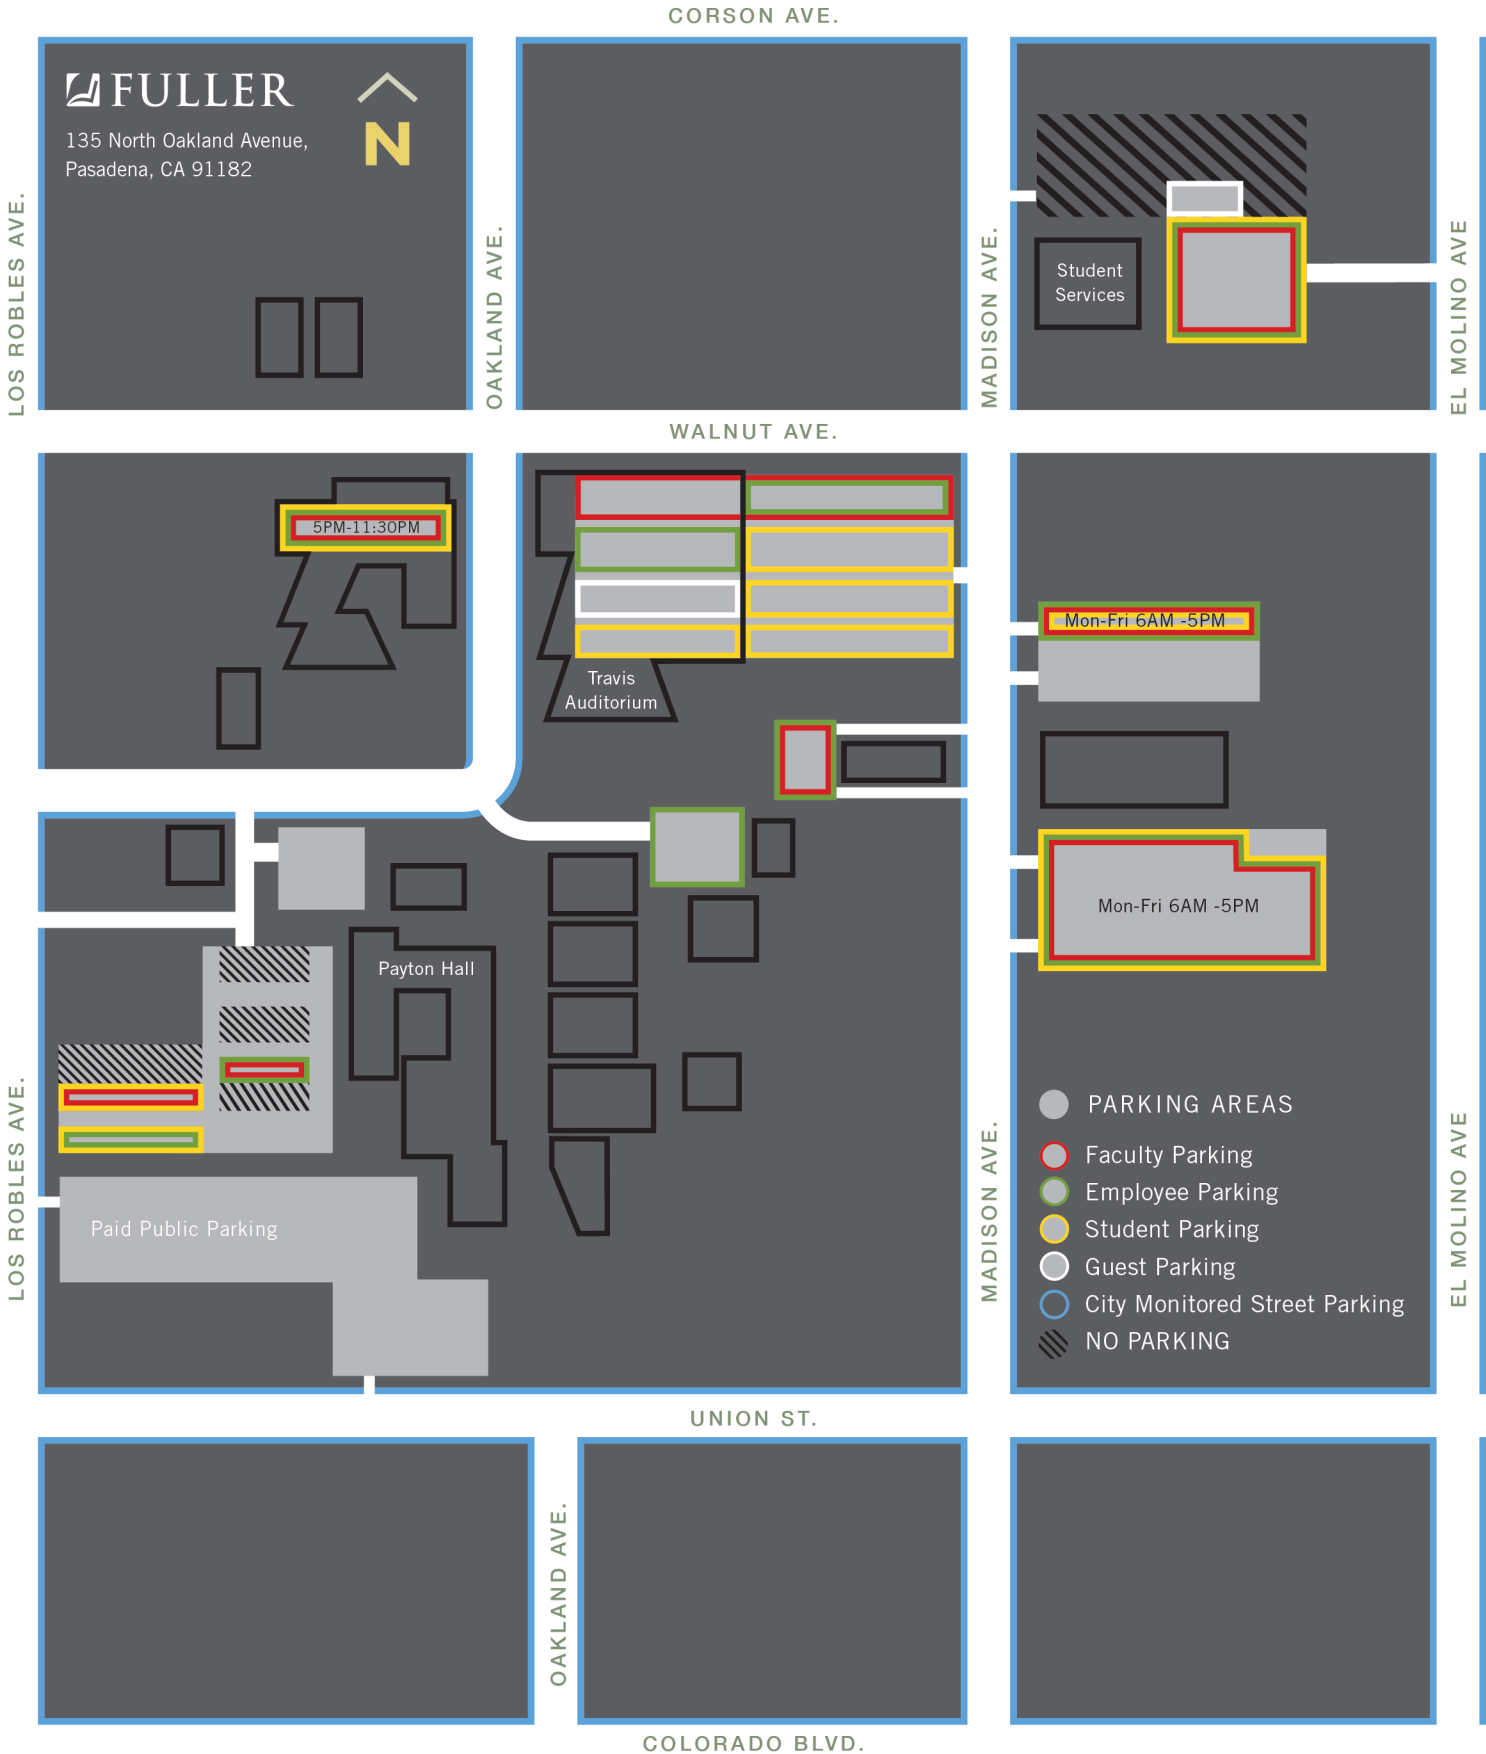 CORSON AVE.
FULLER
135 North Oakland Avenue,
Pasadena, CA 91182
N
LOS ROBLES AVE.
OAKLAND AVE.
MADISON AVE.
EL MOLINO AVE
Student
Services
WALNUT AVE.
5PM-11:30PM
Travis
Auditorium
Mon-Fri 6AM -5PM
Mon-Fri 6AM -5PM
Payton Hall
Paid Public Parking
LOS ROBLES AVE.
MADISON AVE.
EL MOLINO AVE
PARKING AREAS
Faculty Parking
Employee Parking
Student Parking
Guest Parking
City Monitored Street Parking
NO PARKING
UNION ST.
OAKLAND AVE.
COLORADO BLVD.